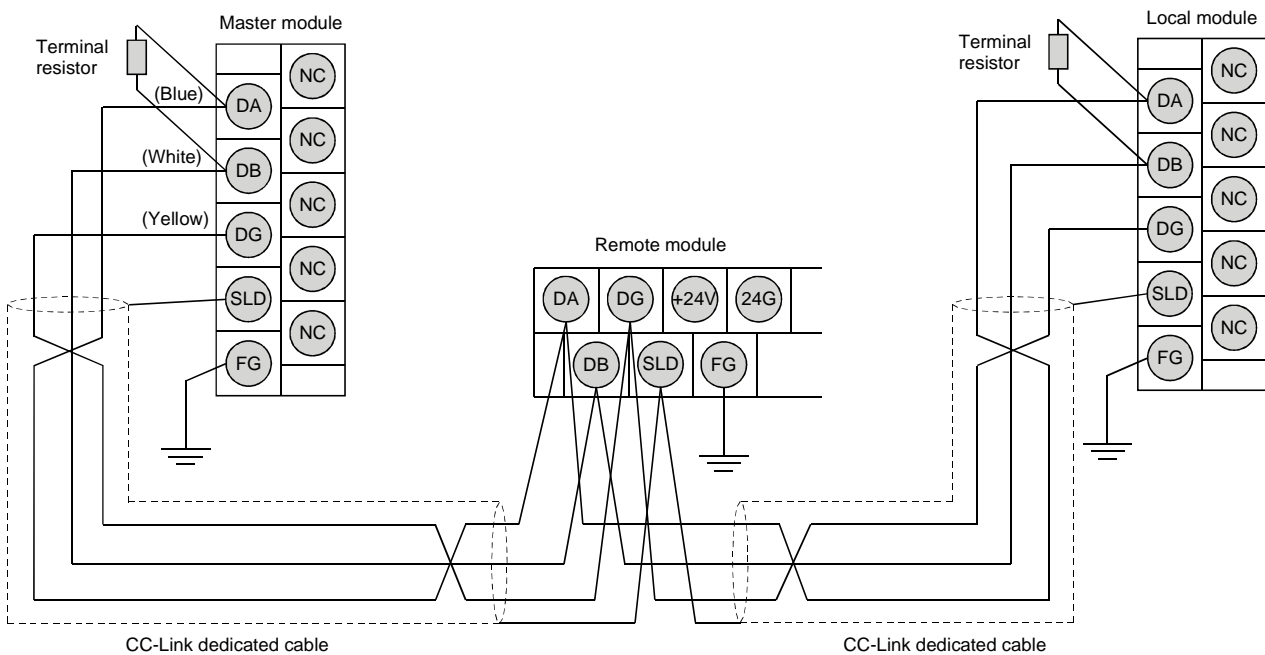 Master module
Terminal
resistor
NC
(Blue)
DA
NC
(White)
DB
NC
(Yellow)
DG
NC
SLD
NC
FG
Remote module
DA
DG
+24V
24G
DB
SLD
FG
Local module
Terminal
resistor
NC
DA
NC
DB
NC
DG
NC
SLD
NC
FG
CC-Link dedicated cable
CC-Link dedicated cable